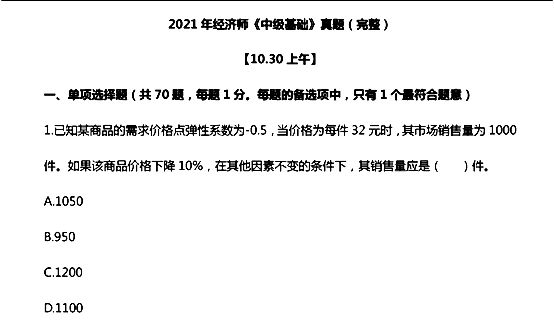 2021 年经济师《中级基础》真题（完整）
【10.30 上午】
一、单项选择题（共 70 题，每题 1 分。每题的备选项中，只有 1 个最符合题意）
1.已知某商品的需求价格点弹性系数为-0.5，当价格为每件 32 元时，其市场销售量为 1000
件。如果该商品价格下降 10%，在其他因素不变的条件下，其销售量应是（　　）件。
A.1050
B.950
C.1200
D.1100